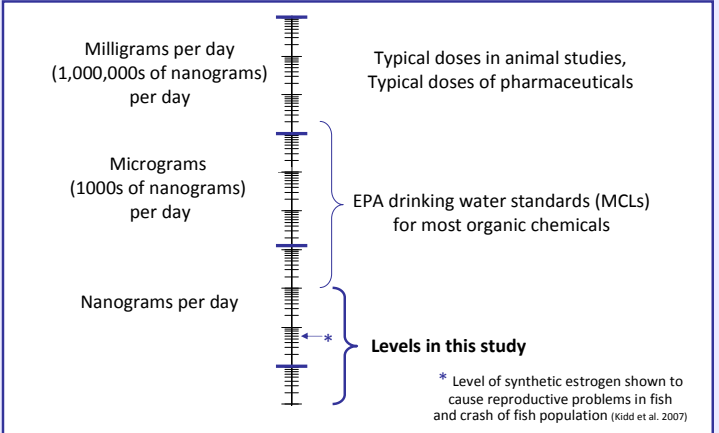 Milligrams per day
(1,000,000s of nanograms)
per day
Typical doses in animal studies,
Typical doses of pharmaceuticals
Micrograms
(1000s of nanograms)
per day
EPA drinking water standards (MCLs)
for most organic chemicals
Nanograms per day
*
Levels in this study
* Level of synthetic estrogen shown to
cause reproductive problems in fish
and crash of fish population (Kidd et al. 2007)